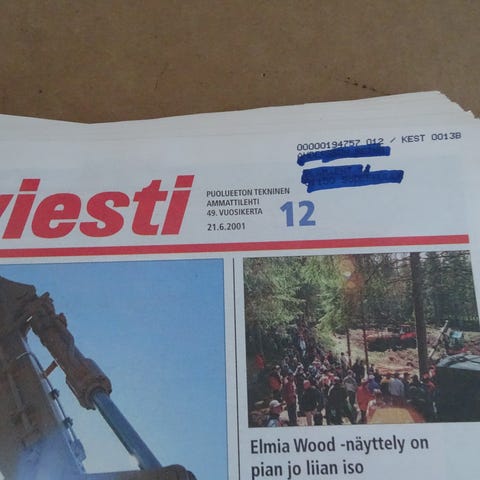 00000194757 012 / KEST 0013B
viesti
PUOLUEETON TEKNINEN
AMMATTILEHTI
49. VUOSIKERTA
21.6.2001
12
Elmia Wood -näyttely on
pian jo liian iso